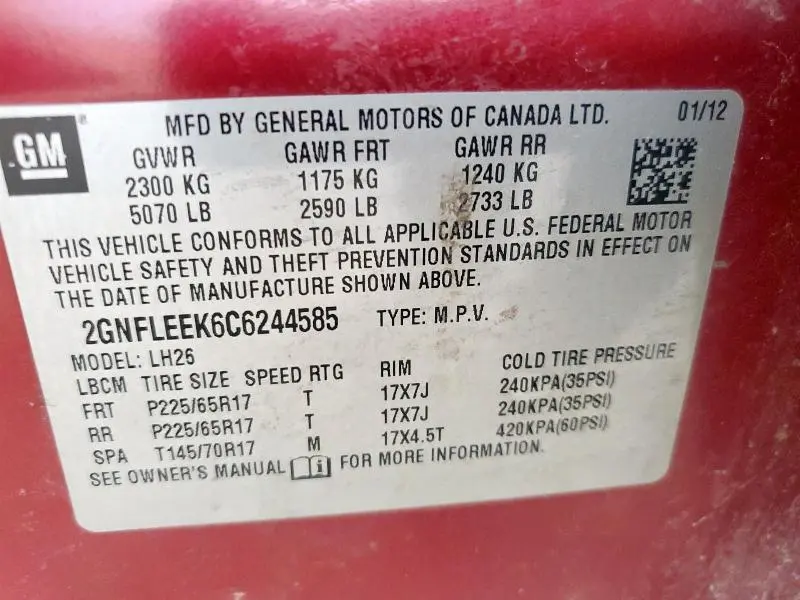 GM
MFD BY GENERAL MOTORS OF CANADA LTD. 01/12
GVWR GAWR FRT GAWR RR
2300 KG 1175 KG 1240 KG
5070 LB 2590 LB 2733 LB
THIS VEHICLE CONFORMS TO ALL APPLICABLE U.S. FEDERAL MOTOR
VEHICLE SAFETY AND THEFT PREVENTION STANDARDS IN EFFECT ON
THE DATE OF MANUFACTURE SHOWN ABOVE.
2GNFLEEK6C6244585 TYPE: M.P.V.
MODEL: LH26
LBCM TIRE SIZE SPEED RTG RIM COLD TIRE PRESSURE
FRT P225/65R17 T 17X7J 240KPA(35PSI)
RR P225/65R17 T 17X7J 240KPA(35PSI)
SPA T145/70R17 M 17X4.5T 420KPA(60PSI)
SEE OWNER'S MANUAL FOR MORE INFORMATION.